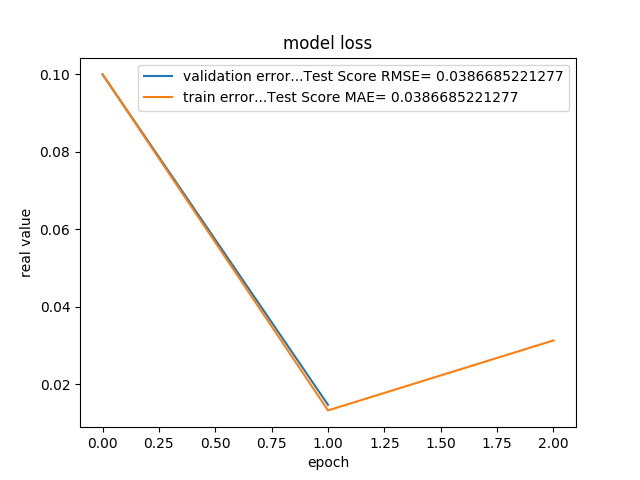 model loss
validation error...Test Score RMSE= 0.0386685221277
train error...Test Score MAE= 0.0386685221277
0.10
0.08
0.06
0.04
0.02
real value
0.00 0.25 0.50 0.75 1.00 1.25 1.50 1.75 2.00
epoch